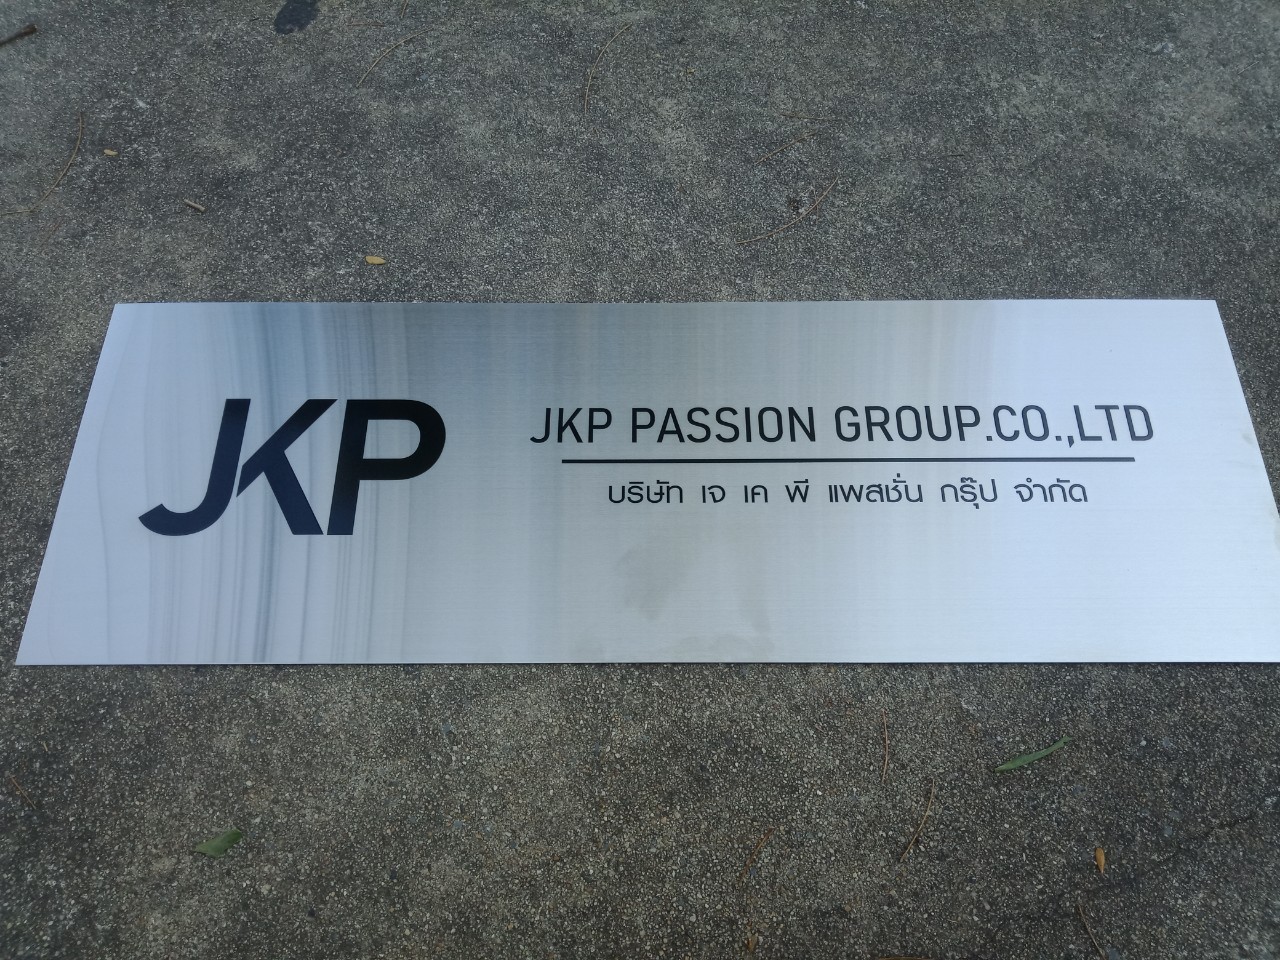 JKP
JKP PASSION GROUP.CO.,LTD
บริษัท เจ เค พี แพสชั่น กรุ๊ป จำกัด